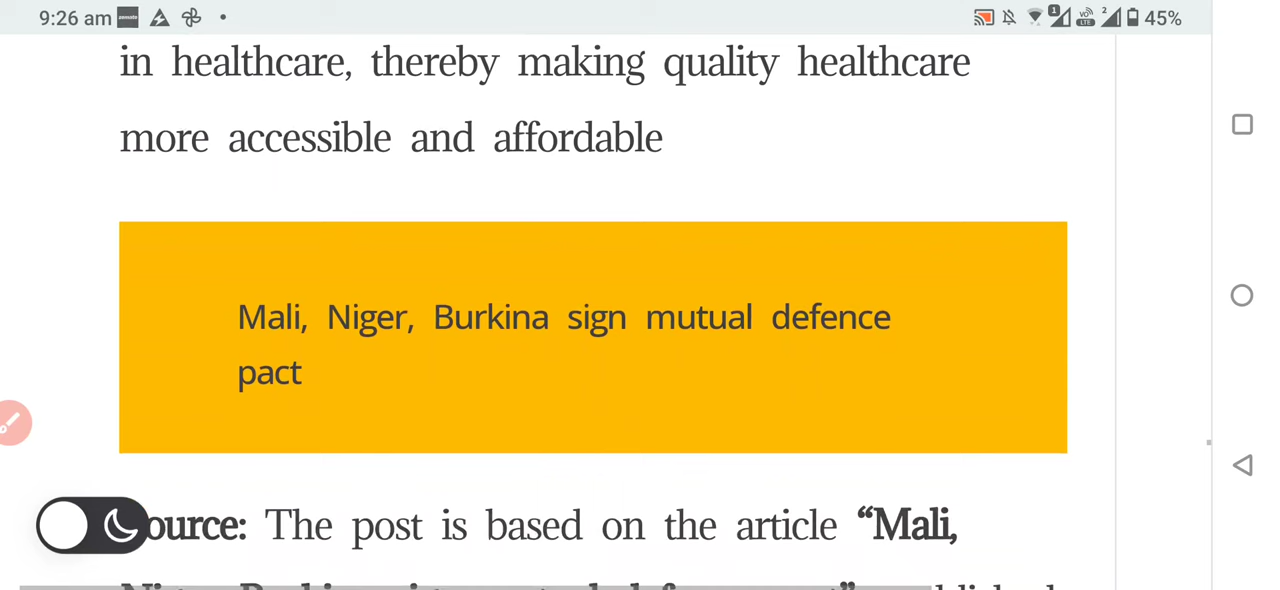 9:26 am 45%
in healthcare, thereby making quality healthcare
more accessible and affordable
Mali, Niger, Burkina sign mutual defence
pact
ource: The post is based on the article “Mali,